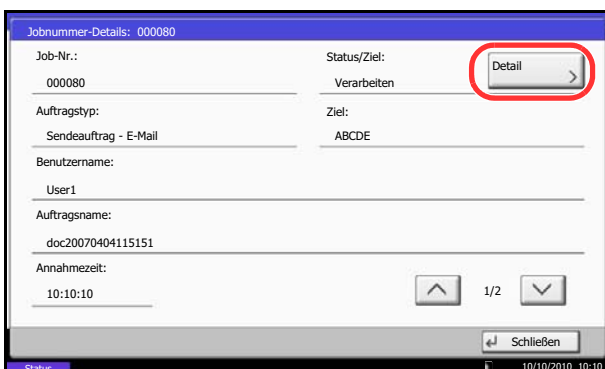 Jobnummer-Details: 000080
Job-Nr.:
Status/Ziel:
Detail
000080
Verarbeiten
Auftragstyp:
Ziel:
Sendeauftrag - E-Mail
ABCDE
Benutzername:
User1
Auftragsname:
doc20070404115151
Annahmezeit:
10:10:10
1/2
Schließen
Status
10/10/2010 10:10